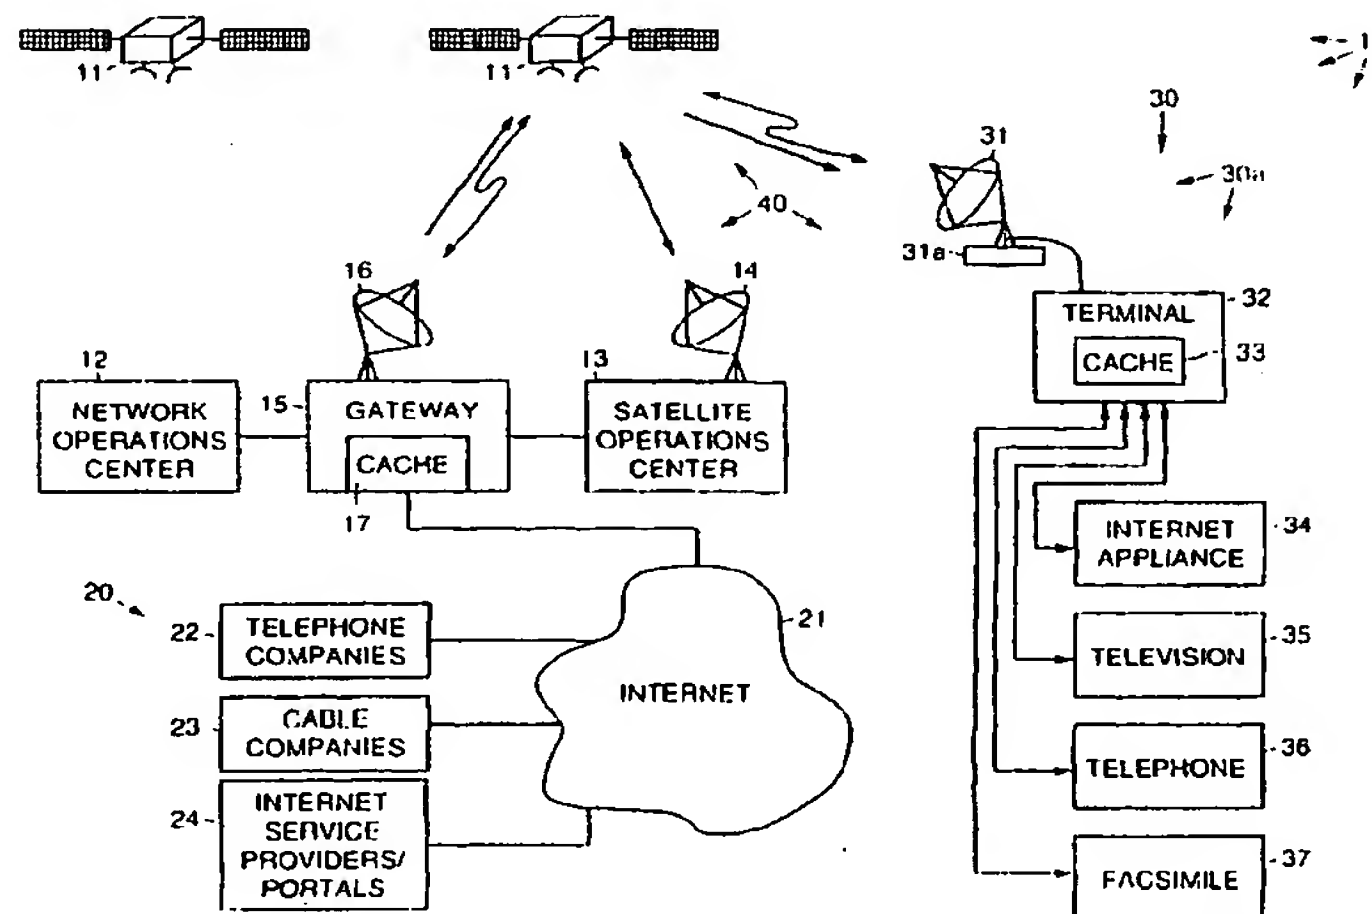 11
11
1
30
31
30a
40
31a
16
14
32
TERMINAL
33
CACHE
12
13
15
NETWORK
OPERATIONS
CENTER
GATEWAY
CACHE
17
SATELLITE
OPERATIONS
CENTER
34
INTERNET
APPLIANCE
20
22
TELEPHONE
COMPANIES
21
INTERNET
35
TELEVISION
23
CABLE
COMPANIES
36
TELEPHONE
24
INTERNET
SERVICE
PROVIDERS/
PORTALS
37
FACSIMILE